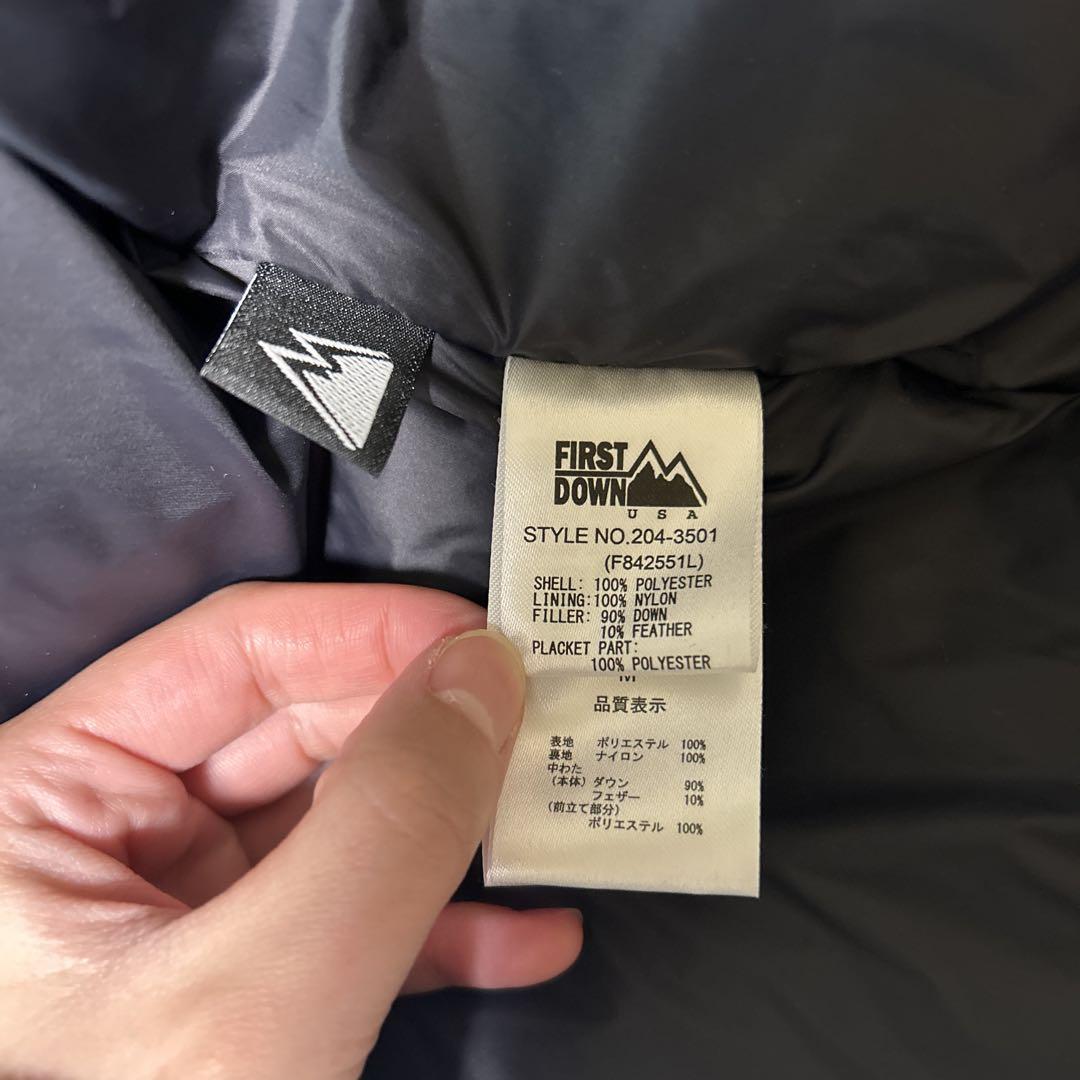 FIRST
DOWN
USA
STYLE NO.204-3501
(F842551L)
SHELL: 100% POLYESTER
LINING:100% NYLON
FILLER: 90% DOWN
10% FEATHER
PLACKET PART:
100% POLYESTER
M
品質表示
表地 ポリエステル 100%
裏地 ナイロン 100%
中わた
(本体) ダウン 90%
フェザー 10%
(前立て部分)
ポリエステル 100%